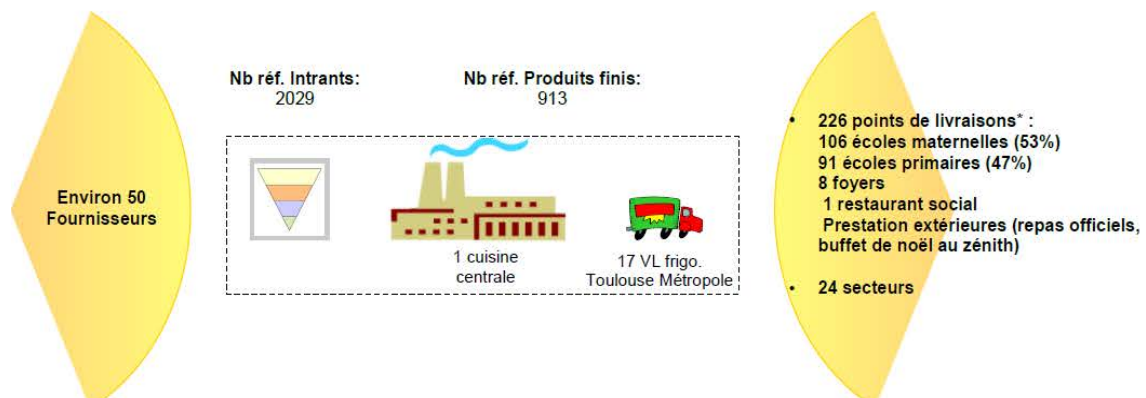 Nb réf. Intrants:
2029
Nb réf. Produits finis:
913
Environ 50
Fournisseurs
1 cuisine
centrale
17 VL frigo.
Toulouse Métropole
• 226 points de livraisons* :
106 écoles maternelles (53%)
91 écoles primaires (47%)
8 foyers
1 restaurant social
Prestation extérieures (repas officiels,
buffet de noël au zénith)
• 24 secteurs